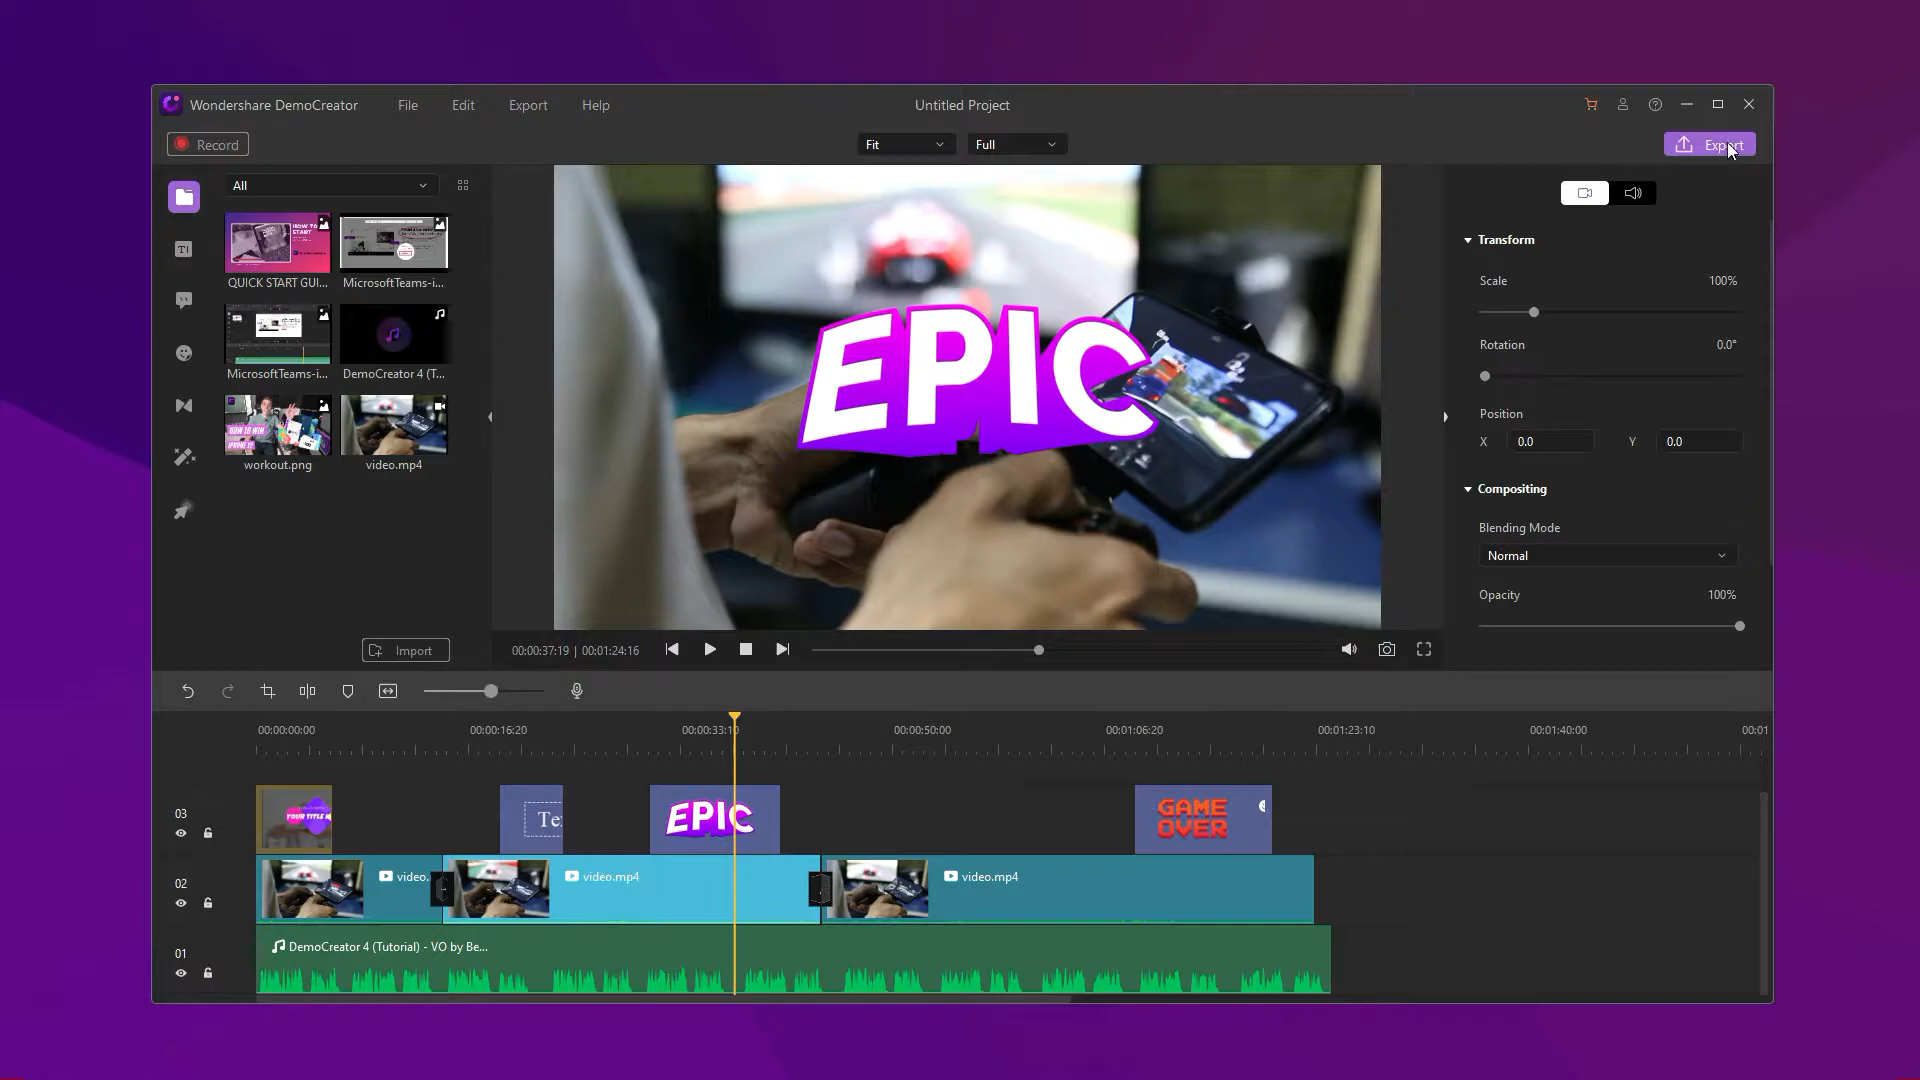 Wondershare DemoCreator
File
Edit
Export
Help
Untitled Project
Record
Fit
Full
Export
All
QUICK START GUI...
MicrosoftTeams-i...
MicrosoftTeams-i...
DemoCreator 4 (T...
workout.png
video.mp4
Import
EPIC
00:00:37:19 | 00:01:24:16
Transform
Scale
100%
Rotation
0.0°
Position
X
0.0
Y
0.0
Compositing
Blending Mode
Normal
Opacity
100%
00:00:00:00
00:00:16:20
00:00:33:10
00:00:50:00
00:01:06:20
00:01:23:10
00:01:40:00
00:01
03
YOUR TITLE
Te
EPIC
GAME
OVER
02
video.
video.mp4
video.mp4
01
DemoCreator 4 (Tutorial) - VO by Be...